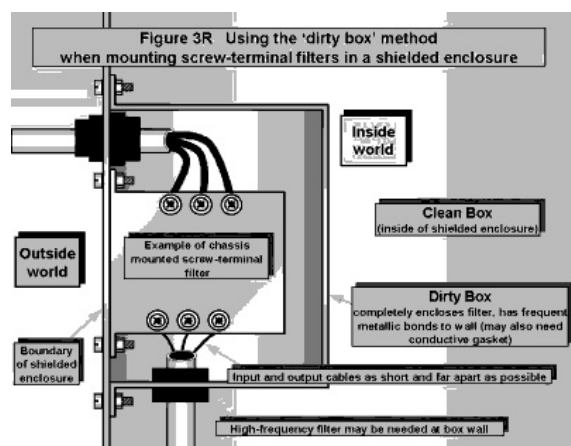 Figure 3R Using the 'dirty box' method
when mounting screw-terminal filters in a shielded enclosure
Inside
world
Clean Box
(inside of shielded enclosure)
Example of chassis
mounted screw-terminal
filter
Outside
world
Dirty Box
completely encloses filter, has frequent
metallic bonds to wall (may also need
conductive gasket)
Boundary
of shielded
enclosure
Input and output cables as short and far apart as possible
High-frequency filter may be needed at box wall